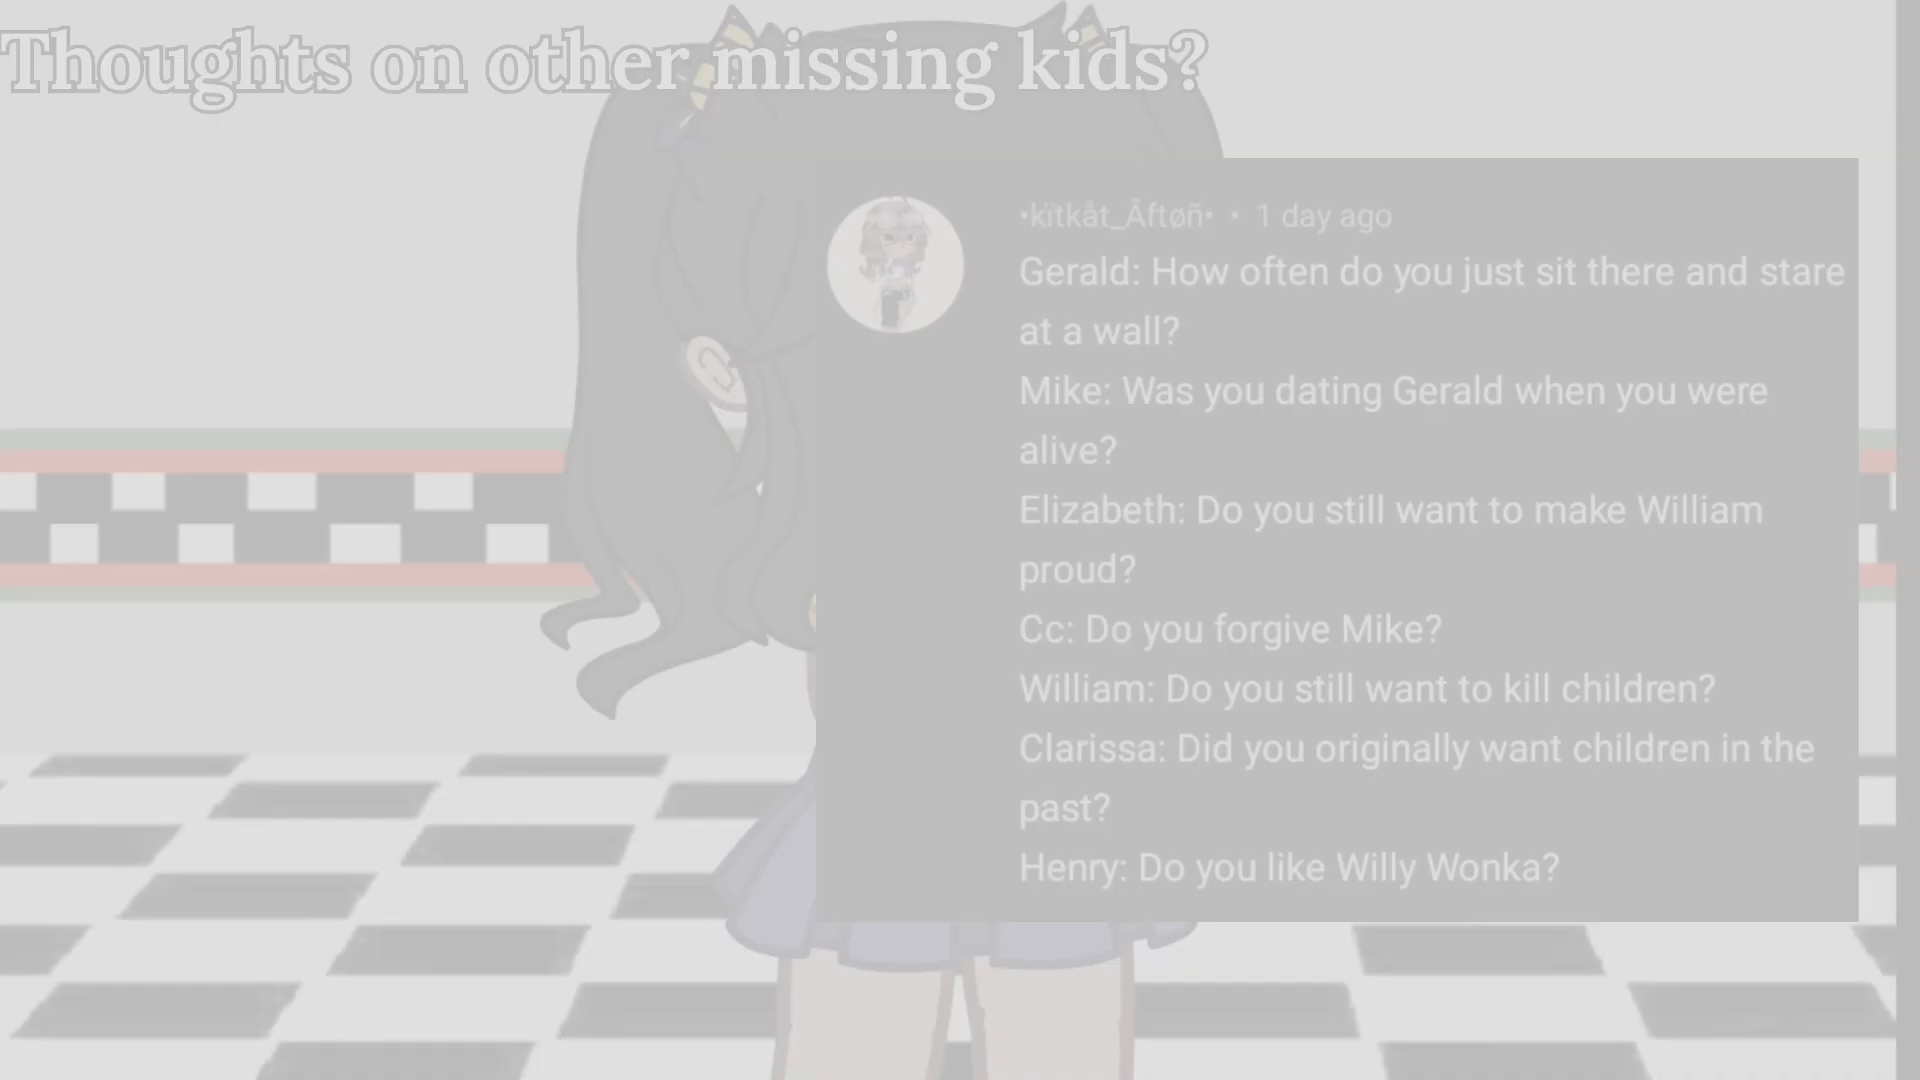 Thoughts on other missing kids?
•kïtkåt_Åftøñ• • 1 day ago
Gerald: How often do you just sit there and stare
at a wall?
Mike: Was you dating Gerald when you were
alive?
Elizabeth: Do you still want to make William
proud?
Cc: Do you forgive Mike?
William: Do you still want to kill children?
Clarissa: Did you originally want children in the
past?
Henry: Do you like Willy Wonka?